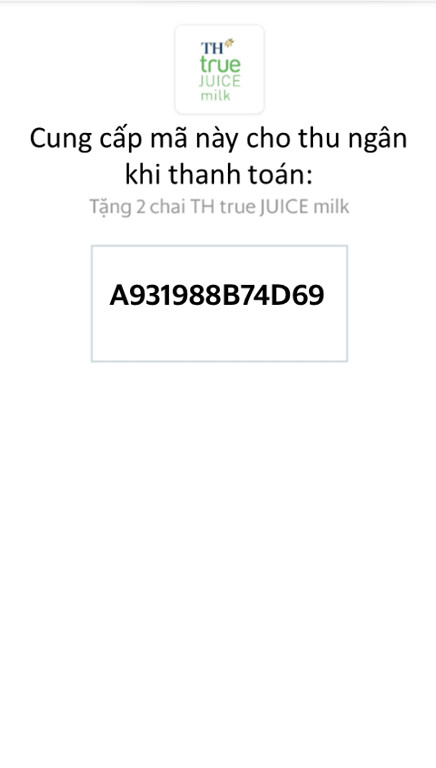 TH
true
JUICE
milk
Cung cấp mã này cho thu ngân
khi thanh toán:
Tặng 2 chai TH true JUICE milk
A931988B74D69